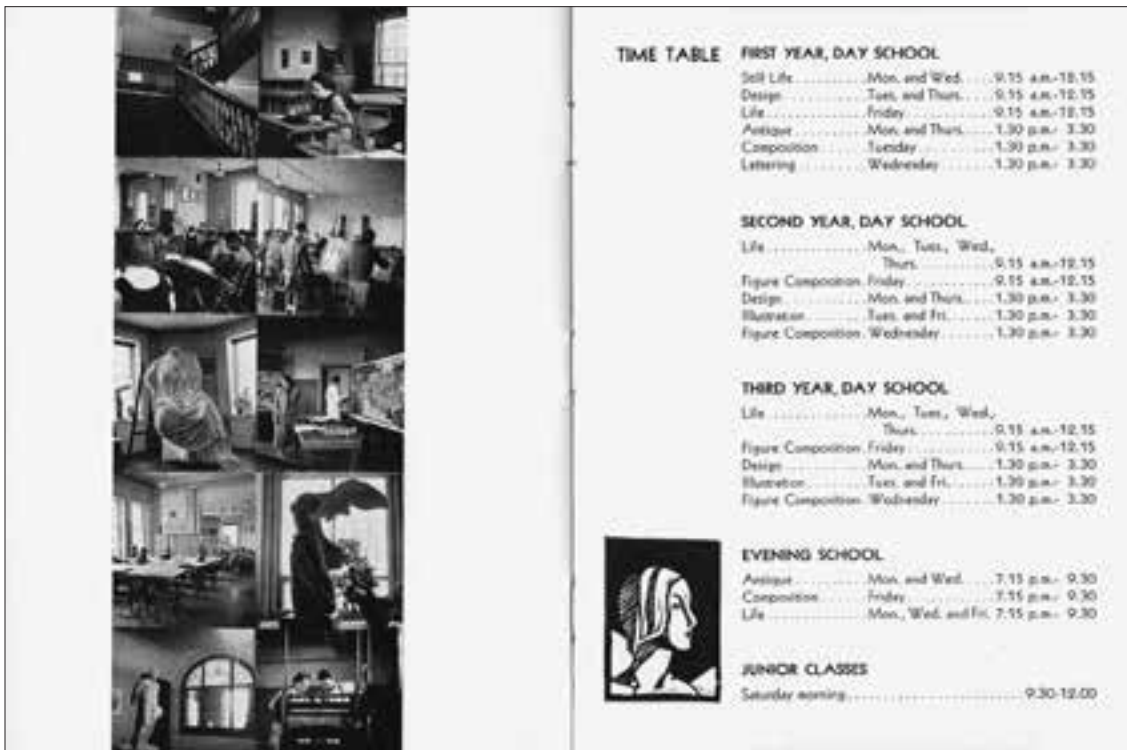 TIME TABLE
FIRST YEAR, DAY SCHOOL
Still Life..........Mon. and Wed.....9.15 a.m.-12.15
Design..........Tues. and Thurs.....9.15 a.m.-12.15
Life..........Friday..........9.15 a.m.-12.15
Antique..........Mon. and Thurs.....1.30 p.m.- 3.30
Composition......Tuesday..........1.30 p.m.- 3.30
Lettering..........Wednesday........1.30 p.m.- 3.30
SECOND YEAR, DAY SCHOOL
Life..............Mon., Tues., Wed.,
Thurs...........9.15 a.m.-12.15
Figure Composition.Friday..........9.15 a.m.-12.15
Design..........Mon. and Thurs.....1.30 p.m.- 3.30
Illustration........Tues. and Fri.......1.30 p.m.- 3.30
Figure Composition.Wednesday........1.30 p.m.- 3.30
THIRD YEAR, DAY SCHOOL
Life..............Mon., Tues., Wed.,
Thurs...........9.15 a.m.-12.15
Figure Composition.Friday..........9.15 a.m.-12.15
Design..........Mon. and Thurs.....1.30 p.m.- 3.30
Illustration........Tues. and Fri.......1.30 p.m.- 3.30
Figure Composition.Wednesday........1.30 p.m.- 3.30
EVENING SCHOOL
Antique..........Mon. and Wed.....7.15 p.m.- 9.30
Composition......Friday..........7.15 p.m.- 9.30
Life..............Mon., Wed. and Fri. 7.15 p.m.- 9.30
JUNIOR CLASSES
Saturday morning........................9.30-12.00